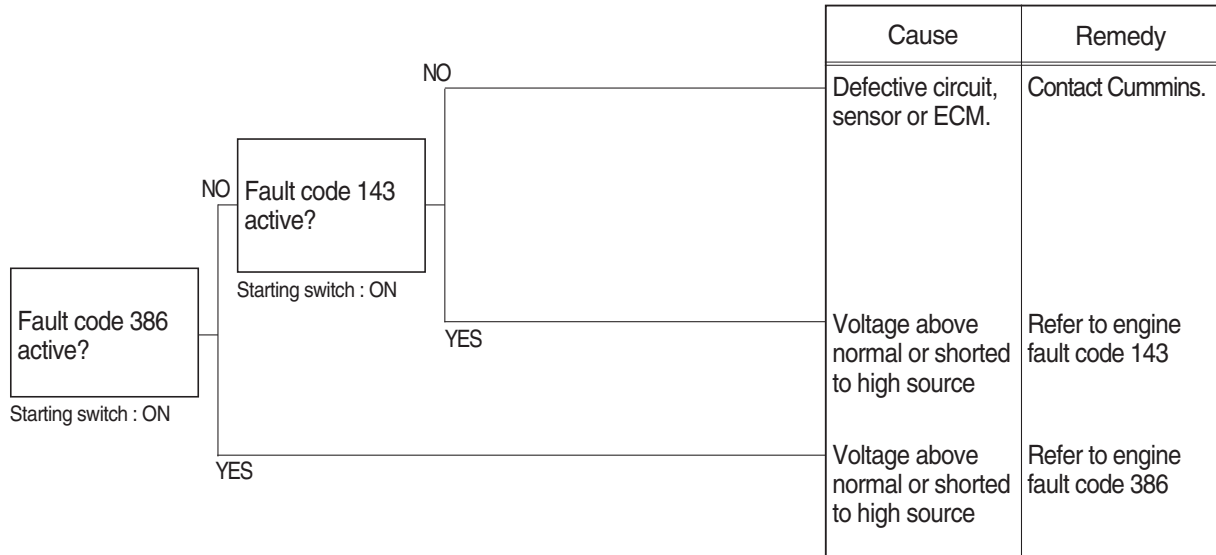 Cause
Remedy
NO
Defective circuit,
sensor or ECM.
Contact Cummins.
NO
Fault code 143
active?
Starting switch : ON
Fault code 386
active?
Starting switch : ON
YES
Voltage above
normal or shorted
to high source
Refer to engine
fault code 143
YES
Voltage above
normal or shorted
to high source
Refer to engine
fault code 386